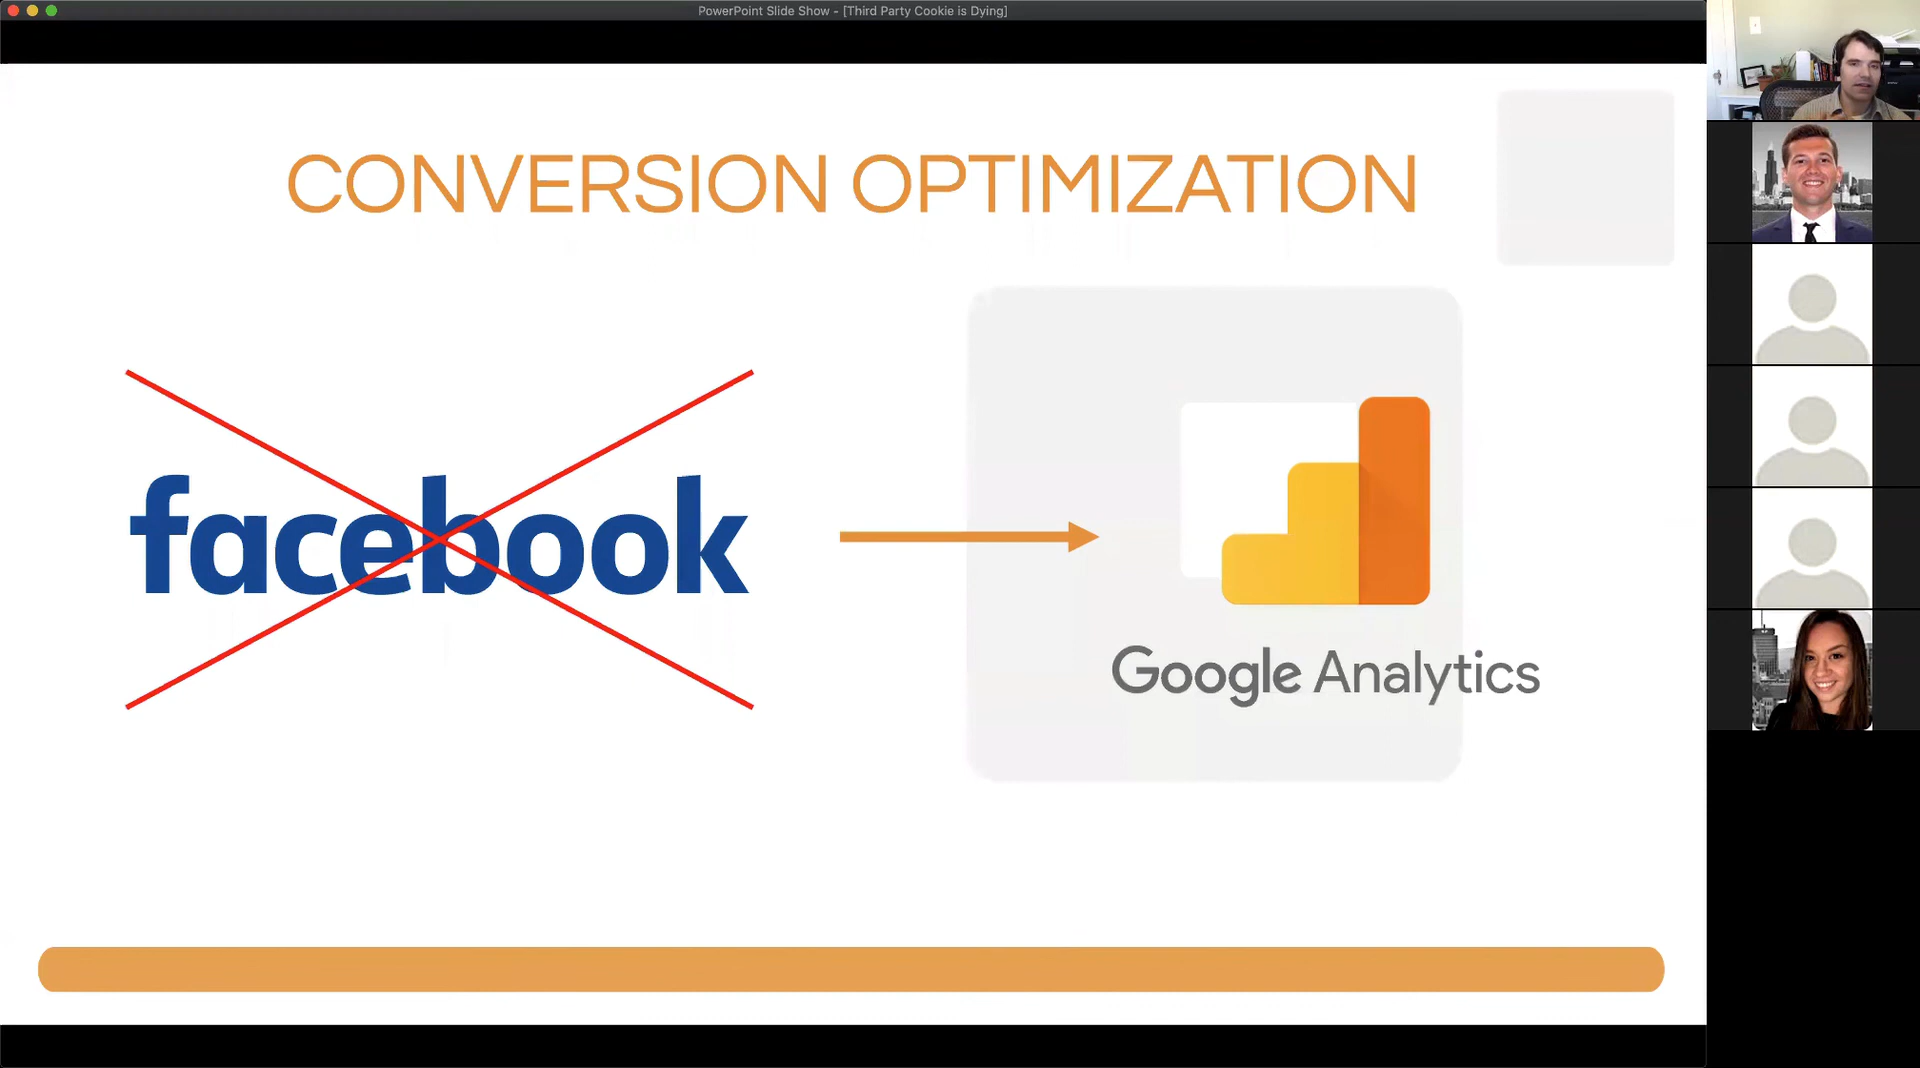 PowerPoint Slide Show - [Third Party Cookie is Dying]
CONVERSION OPTIMIZATION
facebook
Google Analytics